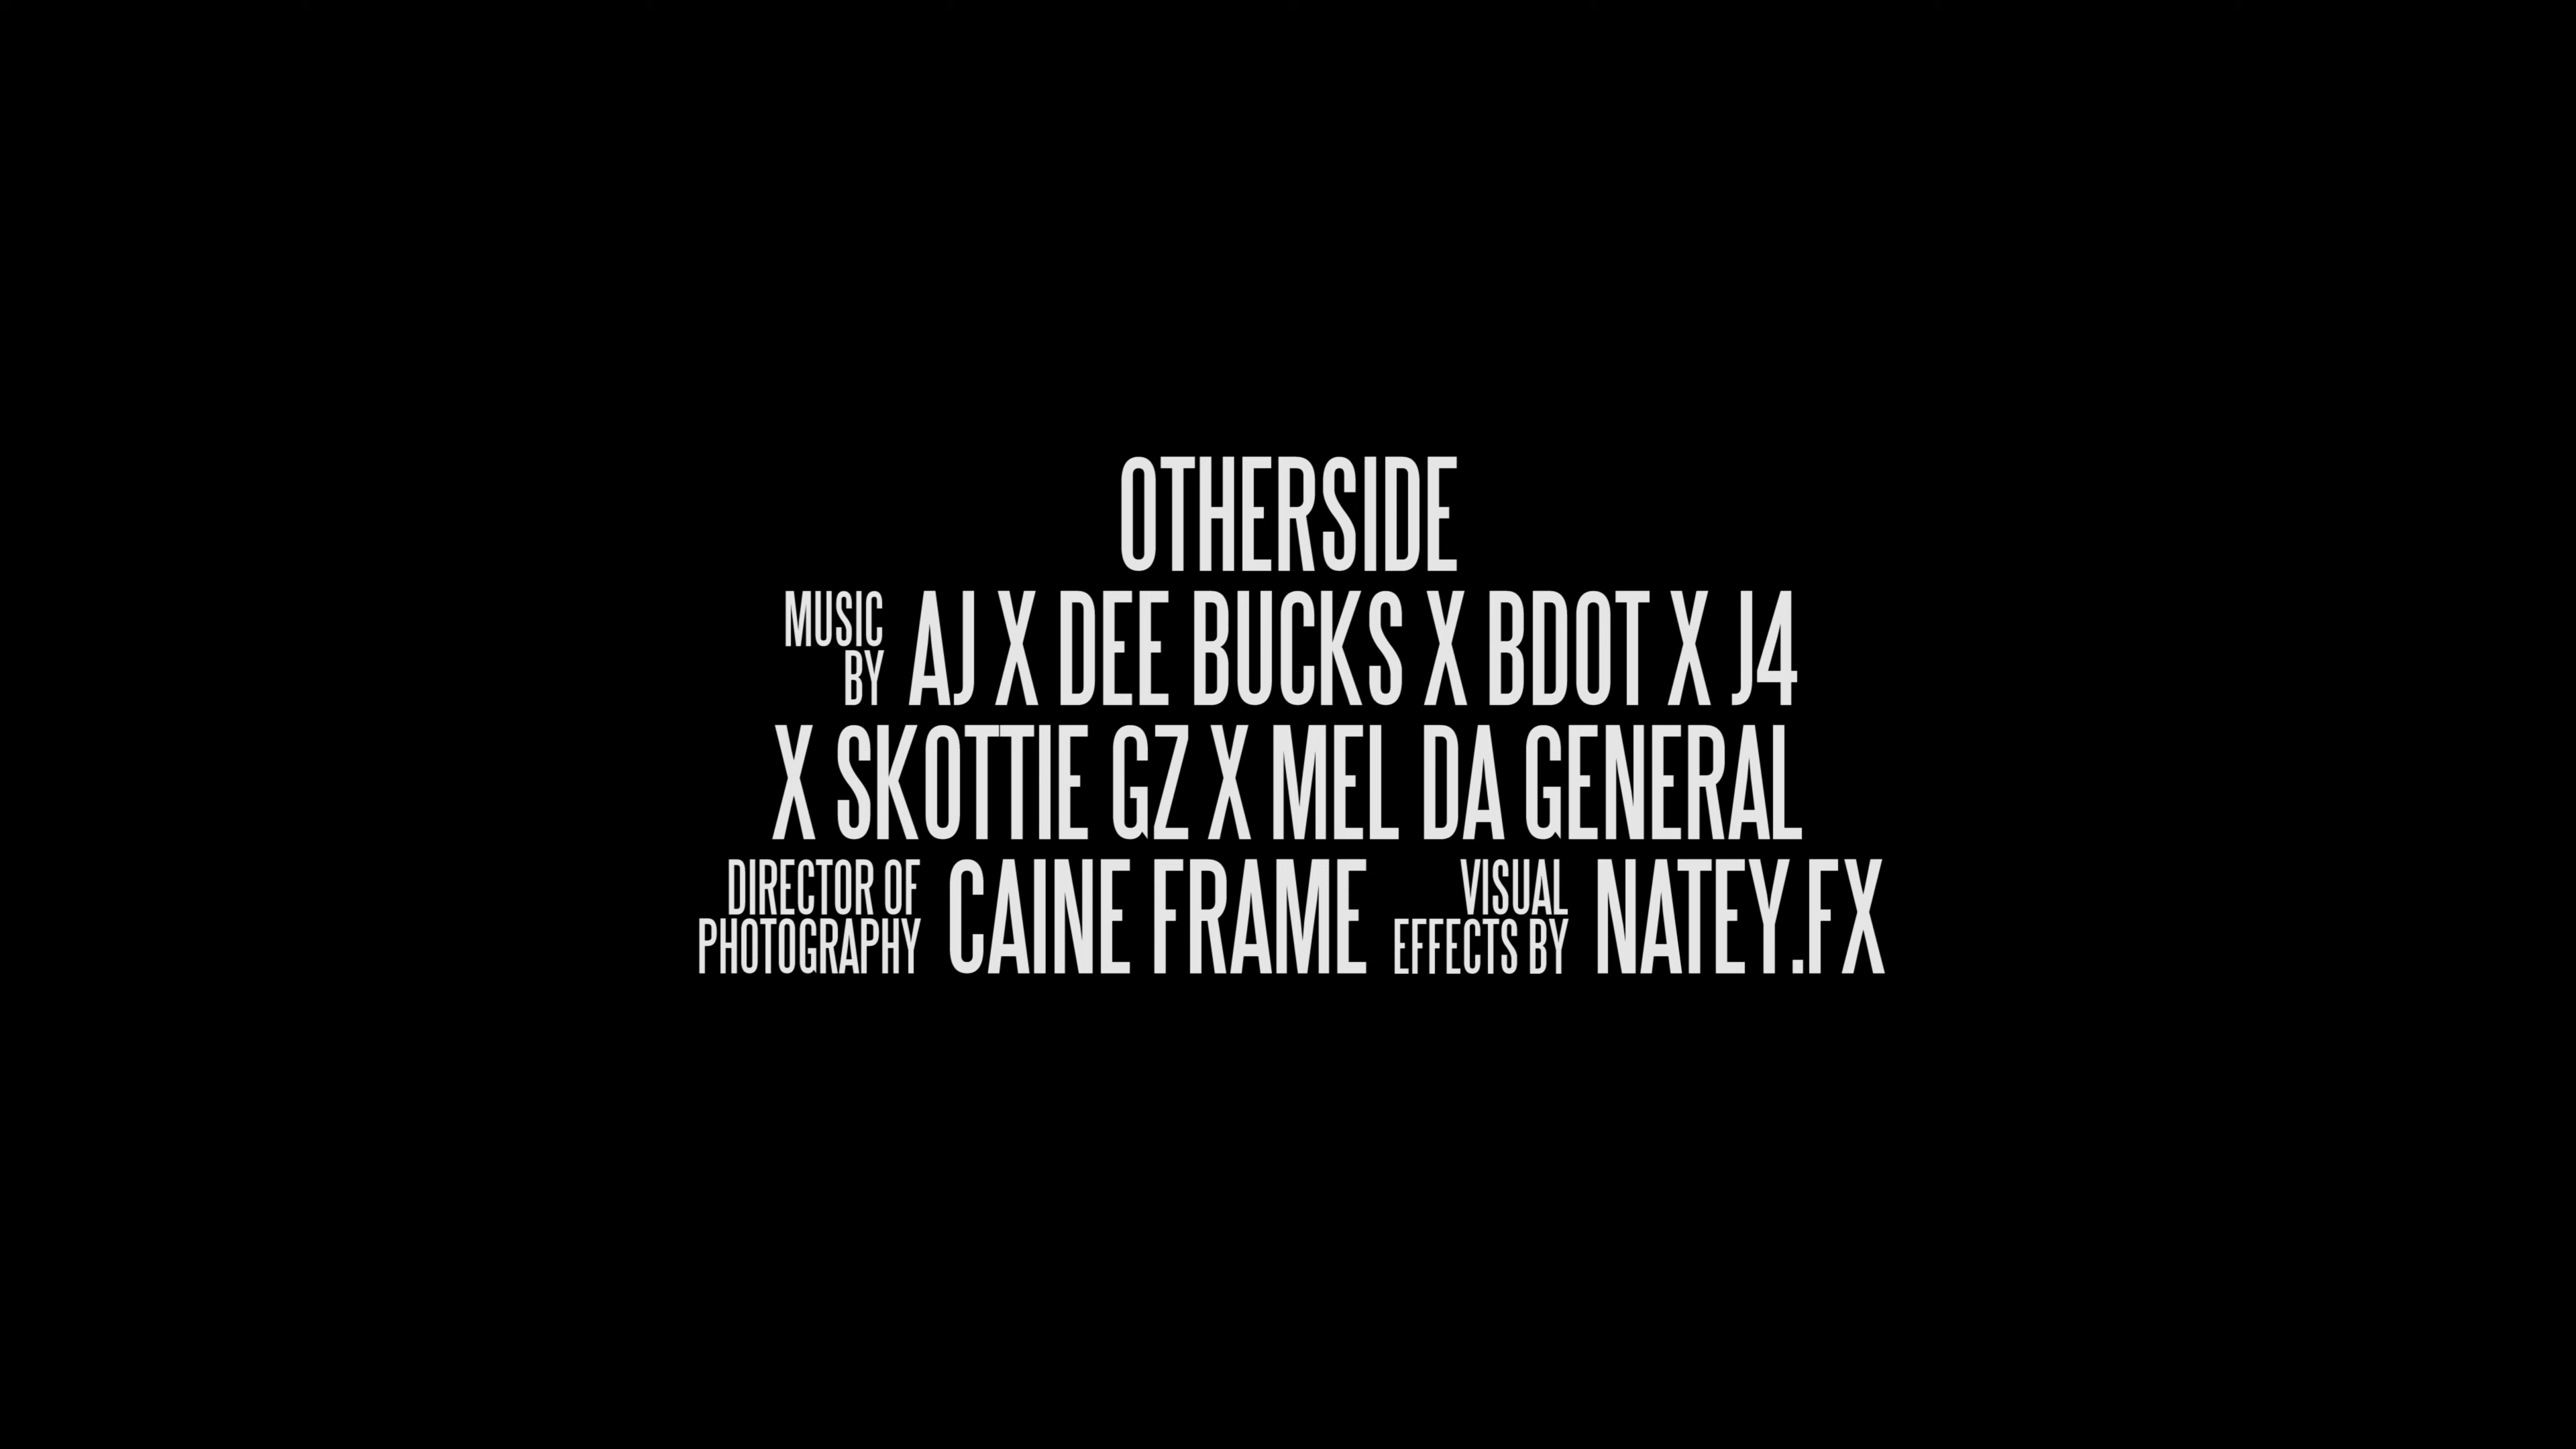 OTHERSIDE
MUSIC BY AJ X DEE BUCKS X BDOT X J4
X SKOTTIE GZ X MEL DA GENERAL
DIRECTOR OF PHOTOGRAPHY CAINE FRAME VISUAL EFFECTS BY NATEY.FX